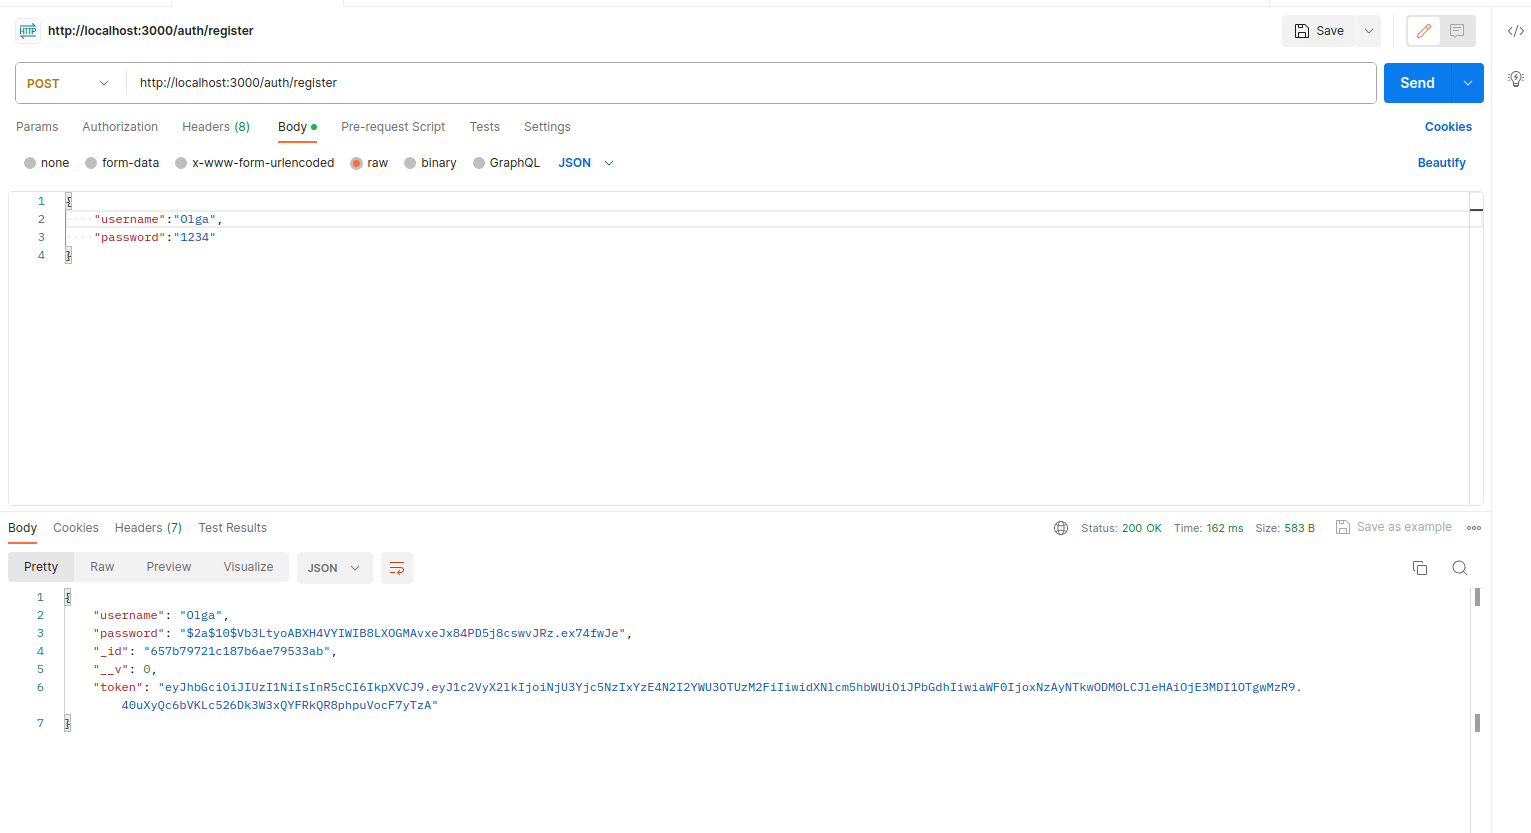 HTTP http://localhost:3000/auth/register Save
POST http://localhost:3000/auth/register Send
Params Authorization Headers (8) Body Pre-request Script Tests Settings Cookies
none form-data x-www-form-urlencoded raw binary GraphQL JSON Beautify
1 {
2 "username":"Olga",
3 "password":"1234"
4 }
Body Cookies Headers (7) Test Results Status: 200 OK Time: 162 ms Size: 583 B Save as example
Pretty Raw Preview Visualize JSON
1 {
2 "username": "Olga",
3 "password": "$2a$10$Vb3LtyoABXH4VYIWIB8LXOGMAvxeJx84PD5j8cswvJRz.ex74fwJe",
4 "_id": "657b79721c187b6ae79533ab",
5 "__v": 0,
6 "token": "eyJhbGciOiJIUzI1NiIsInR5cCI6IkpXVCJ9.eyJ1c2VyX2lkIjoiNjU3Yjc5NzIxYzE4N2I2YWU3OTUzM2FiIiwidXNlcm5hbWUiOiJPbGdhIiwiaWF0IjoxNzAyNTkwODM0LCJleHAiOjE3MDI1OTgwMzR9.
40uXyQc6bVKLc526Dk3W3xQYFRkQR8phpuVocF7yTzA"
7 }